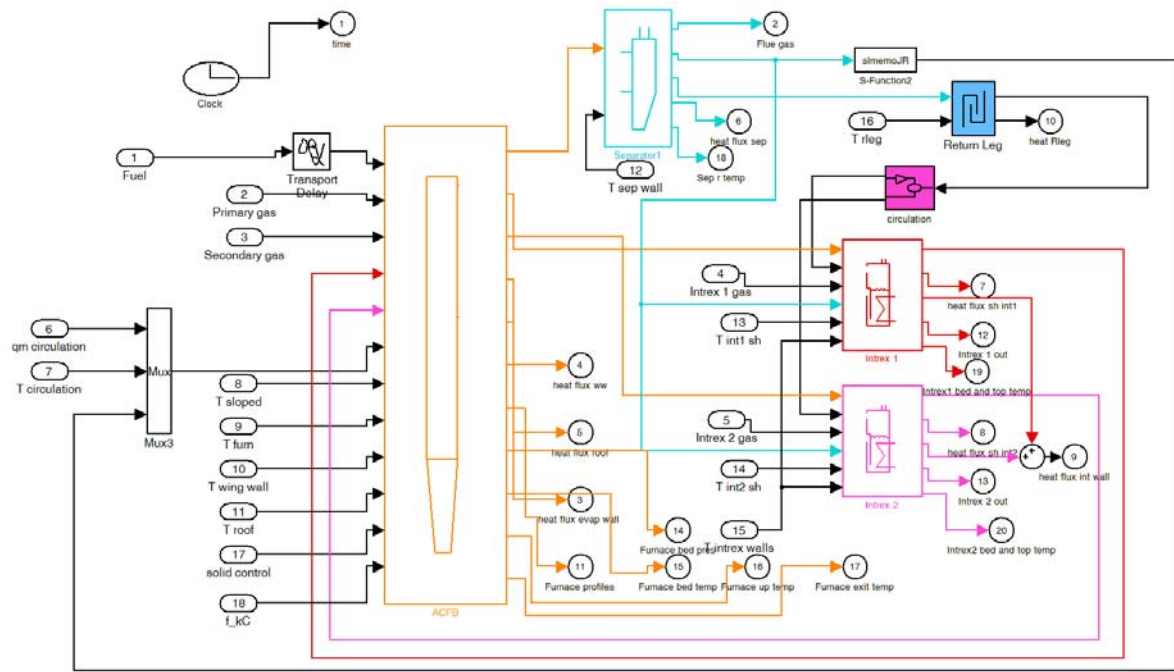 1
time
Clock
2
Flue gas
almemoJR
S-Function2
6
heat flux sep
18
Sep r temp
Separator1
12
T sep wall
16
T rleg
Return Leg
10
heat Rleg
circulation
1
Fuel
Transport
Delay
2
Primary gas
3
Secondary gas
4
Intrex 1 gas
13
T int1 sh
Intrex 1
7
heat flux sh int1
12
Intrex 1 out
19
Intrex1 bed and top temp
6
qm circulation
7
T circulation
Mux
Mux3
8
T sloped
9
T furn
10
T wing wall
11
T roof
17
solid control
18
f_kC
ACFB
4
heat flux ww
5
heat flux roof
3
heat flux evap wall
5
Intrex 2 gas
14
T int2 sh
15
T intrex walls
Intrex 2
8
heat flux sh int2
13
Intrex 2 out
20
Intrex2 bed and top temp
++
9
heat flux int wall
14
Furnace bed pres
11
Furnace profiles
15
Furnace bed temp
16
Furnace up temp
17
Furnace exit temp